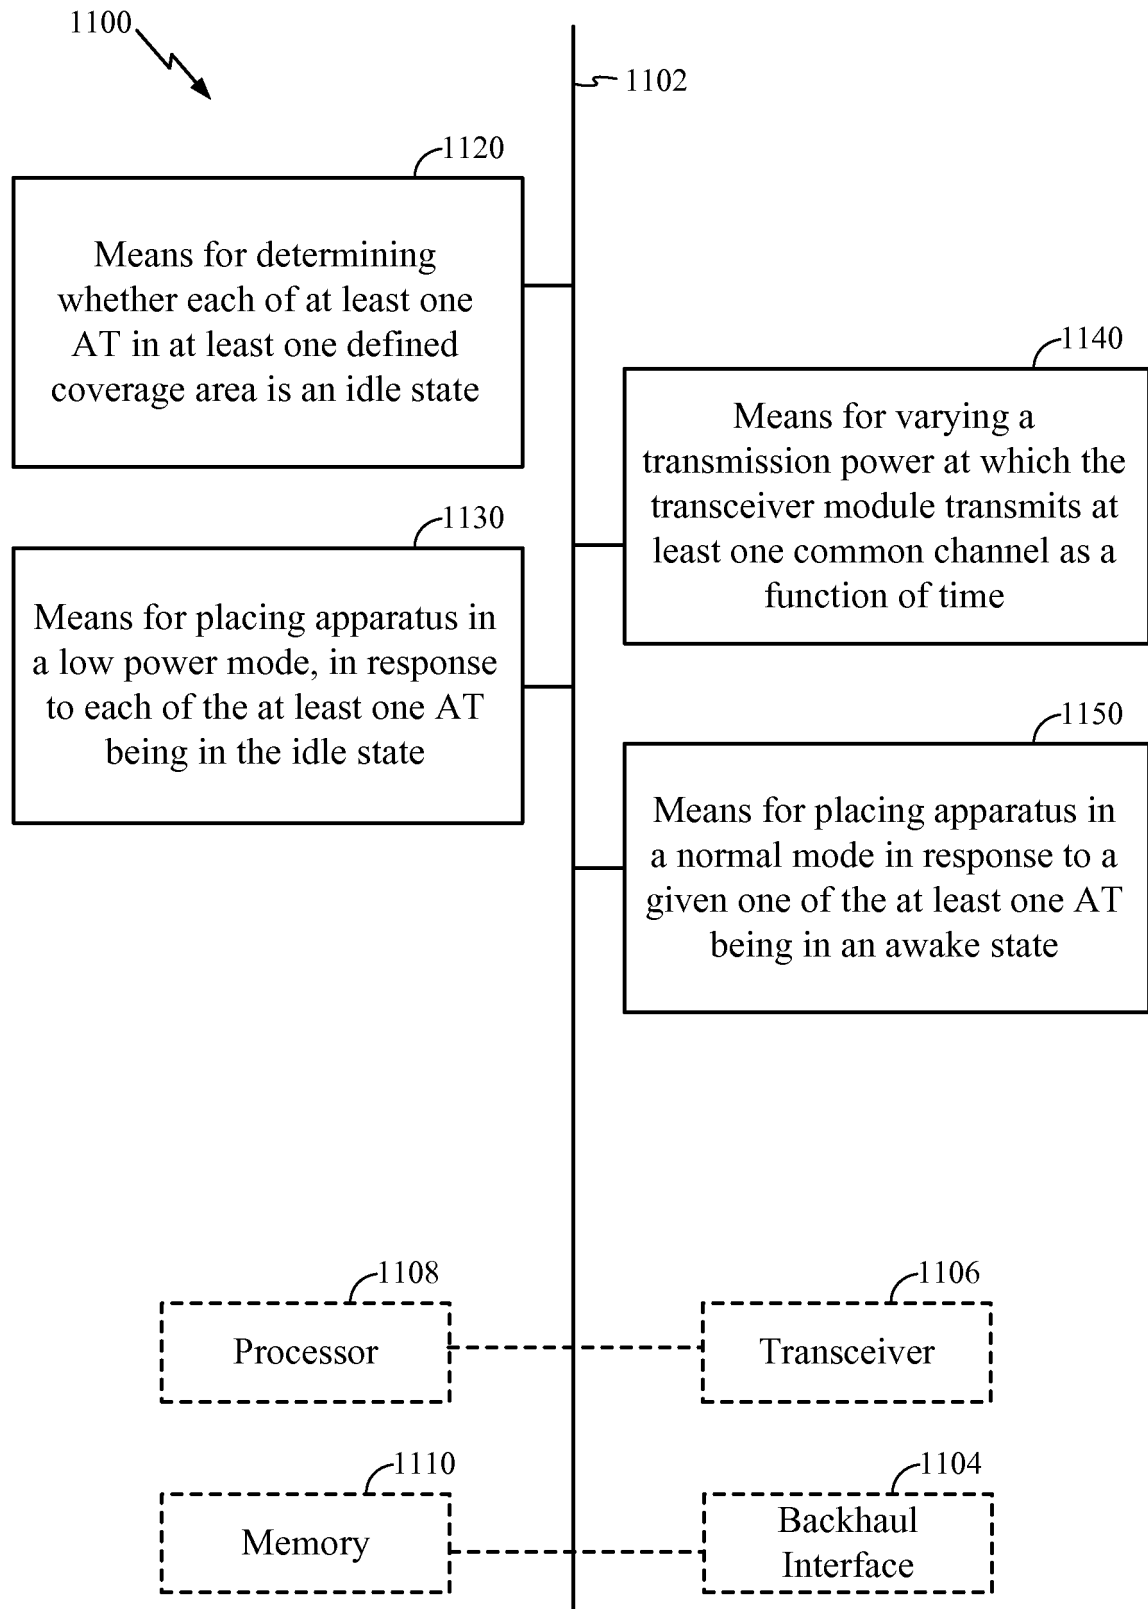 1100
1102
1120
Means for determining
whether each of at least one
AT in at least one defined
coverage area is an idle state
1140
Means for varying a
transmission power at which the
transceiver module transmits at
least one common channel as a
function of time
1130
Means for placing apparatus in
a low power mode, in response
to each of the at least one AT
being in the idle state
1150
Means for placing apparatus in
a normal mode in response to a
given one of the at least one AT
being in an awake state
1108
Processor
1106
Transceiver
1110
Memory
1104
Backhaul
Interface